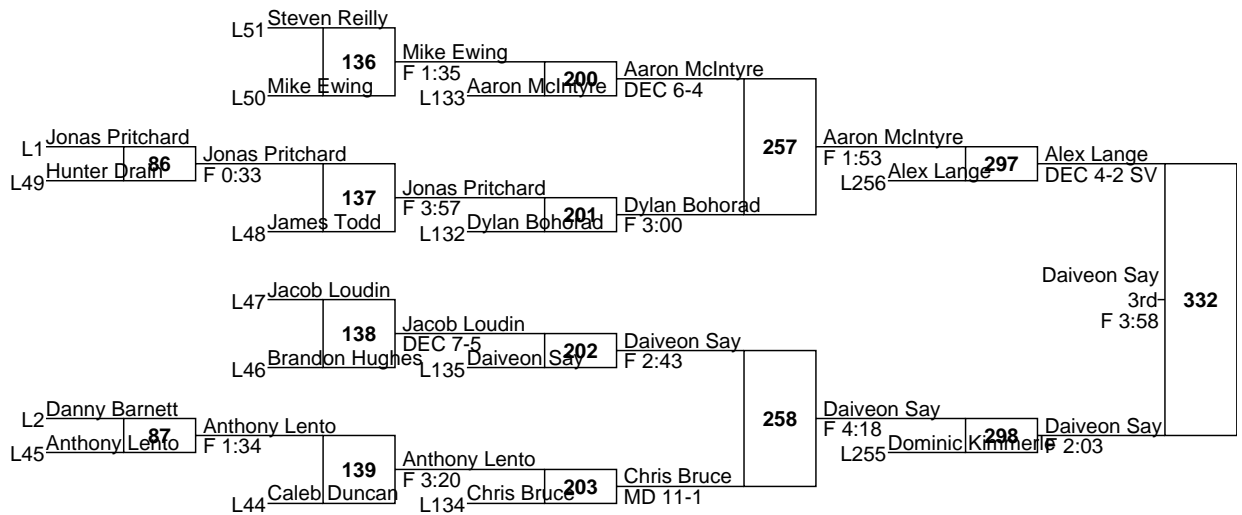 Steven Reilly
L51
136
Mike Ewing
F 1:35
Mike Ewing
L50
200
Aaron McIntyre
L133
Aaron McIntyre
DEC 6-4
Jonas Pritchard
L1
86
Hunter Drain
L49
Jonas Pritchard
F 0:33
137
James Todd
L48
Jonas Pritchard
F 3:57
201
Dylan Bohorad
L132
Dylan Bohorad
F 3:00
257
Aaron McIntyre
F 1:53
297
Alex Lange
L256
Alex Lange
DEC 4-2 SV
Jacob Loudin
L47
138
Brandon Hughes
L46
Jacob Loudin
DEC 7-5
202
Daiveon Say
L135
Daiveon Say
F 2:43
Danny Barnett
L2
87
Anthony Lento
L45
Anthony Lento
F 1:34
139
Caleb Duncan
L44
Anthony Lento
F 3:20
203
Chris Bruce
L134
Chris Bruce
MD 11-1
258
Daiveon Say
F 4:18
298
Dominic Kimmerle
L255
Daiveon Say
F 2:03
332
Daiveon Say
3rd
F 3:58